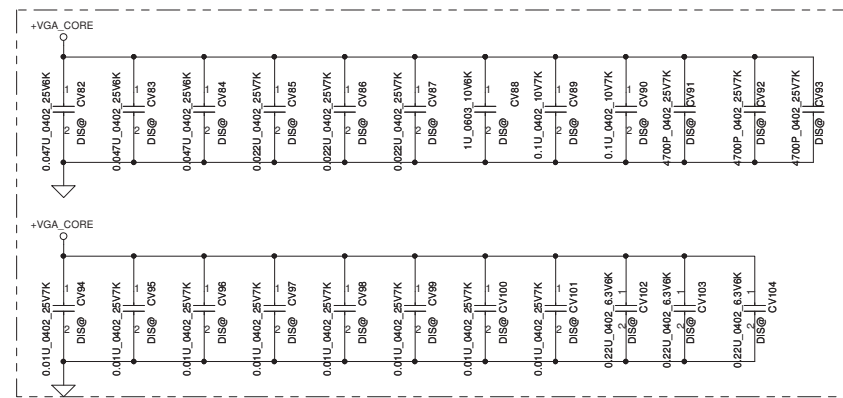 +VGA_CORE
0.047U_0402_25V6K
1
2
CV82
DIS@
0.047U_0402_25V6K
1
2
CV83
DIS@
0.047U_0402_25V6K
1
2
CV84
DIS@
0.022U_0402_25V7K
1
2
CV85
DIS@
0.022U_0402_25V7K
1
2
CV86
DIS@
0.022U_0402_25V7K
1
2
CV87
DIS@
1U_0603_10V6K
1
2
CV88
DIS@
0.1U_0402_10V7K
1
2
CV89
DIS@
0.1U_0402_10V7K
1
2
CV90
DIS@
4700P_0402_25V7K
1
2
CV91
DIS@
4700P_0402_25V7K
1
2
CV92
DIS@
4700P_0402_25V7K
1
2
CV93
DIS@
+VGA_CORE
0.01U_0402_25V7K
1
2
CV94
DIS@
0.01U_0402_25V7K
1
2
CV95
DIS@
0.01U_0402_25V7K
1
2
CV96
DIS@
0.01U_0402_25V7K
1
2
CV97
DIS@
0.01U_0402_25V7K
1
2
CV98
DIS@
0.01U_0402_25V7K
1
2
CV99
DIS@
0.01U_0402_25V7K
1
2
CV100
DIS@
0.01U_0402_25V7K
1
2
CV101
DIS@
0.22U_0402_6.3V6K
1
2
CV102
DIS@
0.22U_0402_6.3V6K
1
2
CV103
DIS@
0.22U_0402_6.3V6K
1
2
CV104
DIS@